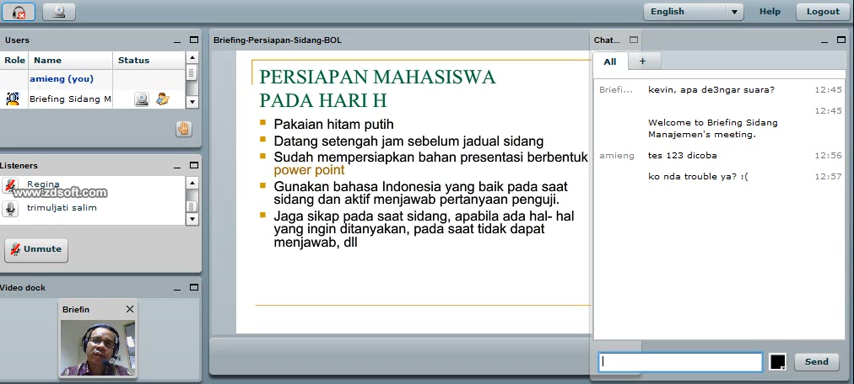 English
Help
Logout
Users
Role Name Status
amieng (you)
Briefing Sidang M
Listeners
Regina
www.zdsoft.com
trimuljati salim
Unmute
Video dock
Briefin
Briefing-Persiapan-Sidang-BOL
PERSIAPAN MAHASISWA
PADA HARI H
Pakaian hitam putih
Datang setengah jam sebelum jadual sidang
Sudah mempersiapkan bahan presentasi berbentuk
power point
Gunakan bahasa Indonesia yang baik pada saat
sidang dan aktif menjawab pertanyaan penguji.
Jaga sikap pada saat sidang, apabila ada hal- hal
yang ingin ditanyakan, pada saat tidak dapat
menjawab, dll
Chat...
All +
Briefi... kevin, apa de3ngar suara? 12:45
12:45
Welcome to Briefing Sidang
Manajemen's meeting.
amieng tes 123 dicoba 12:56
ko nda trouble ya? :( 12:57
Send